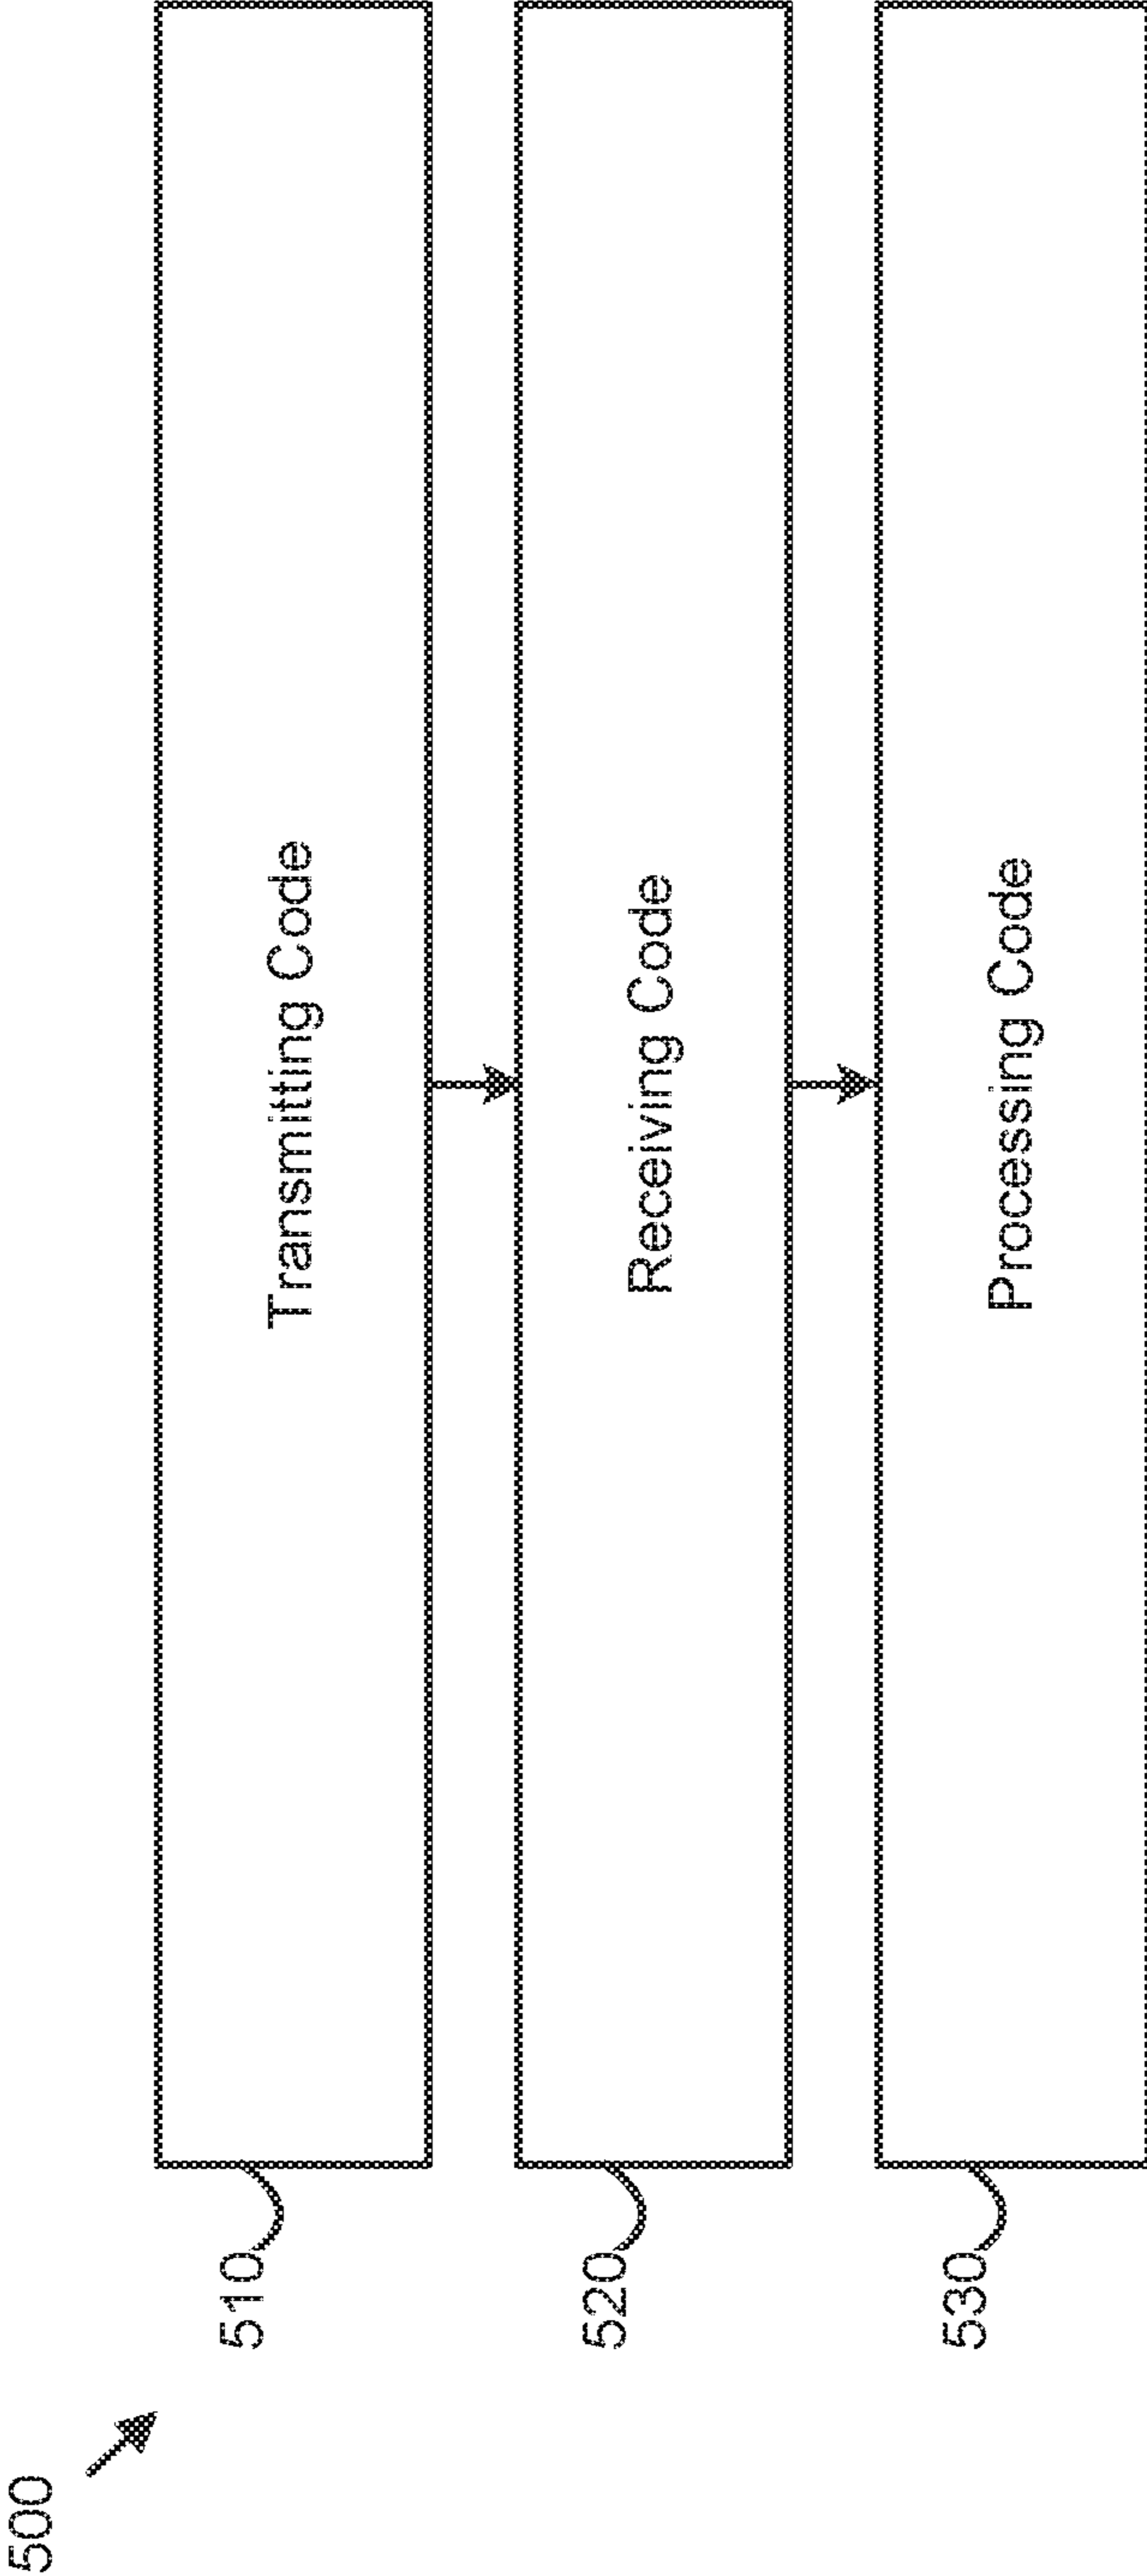 500
510
Transmitting Code
520
Receiving Code
530
Processing Code